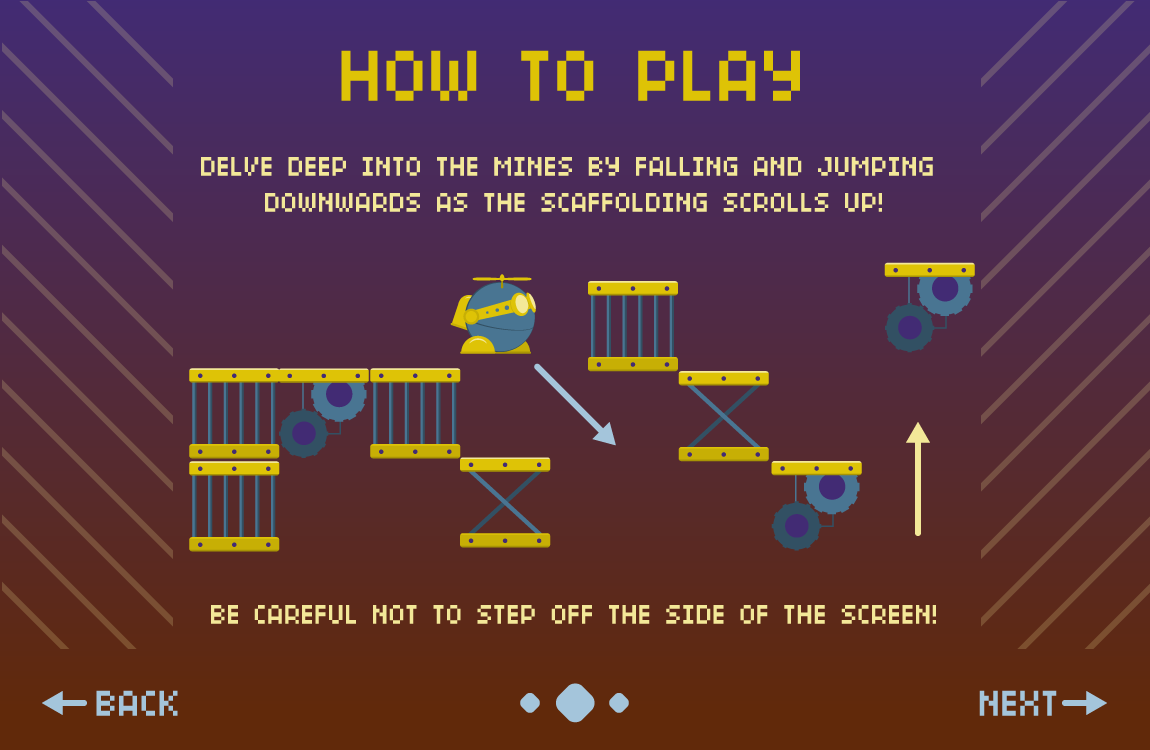 HOW TO PLAY
DELVE DEEP INTO THE MINES BY FALLING AND JUMPING
DOWNWARDS AS THE SCAFFOLDING SCROLLS UP!
BE CAREFUL NOT TO STEP OFF THE SIDE OF THE SCREEN!
BACK
NEXT